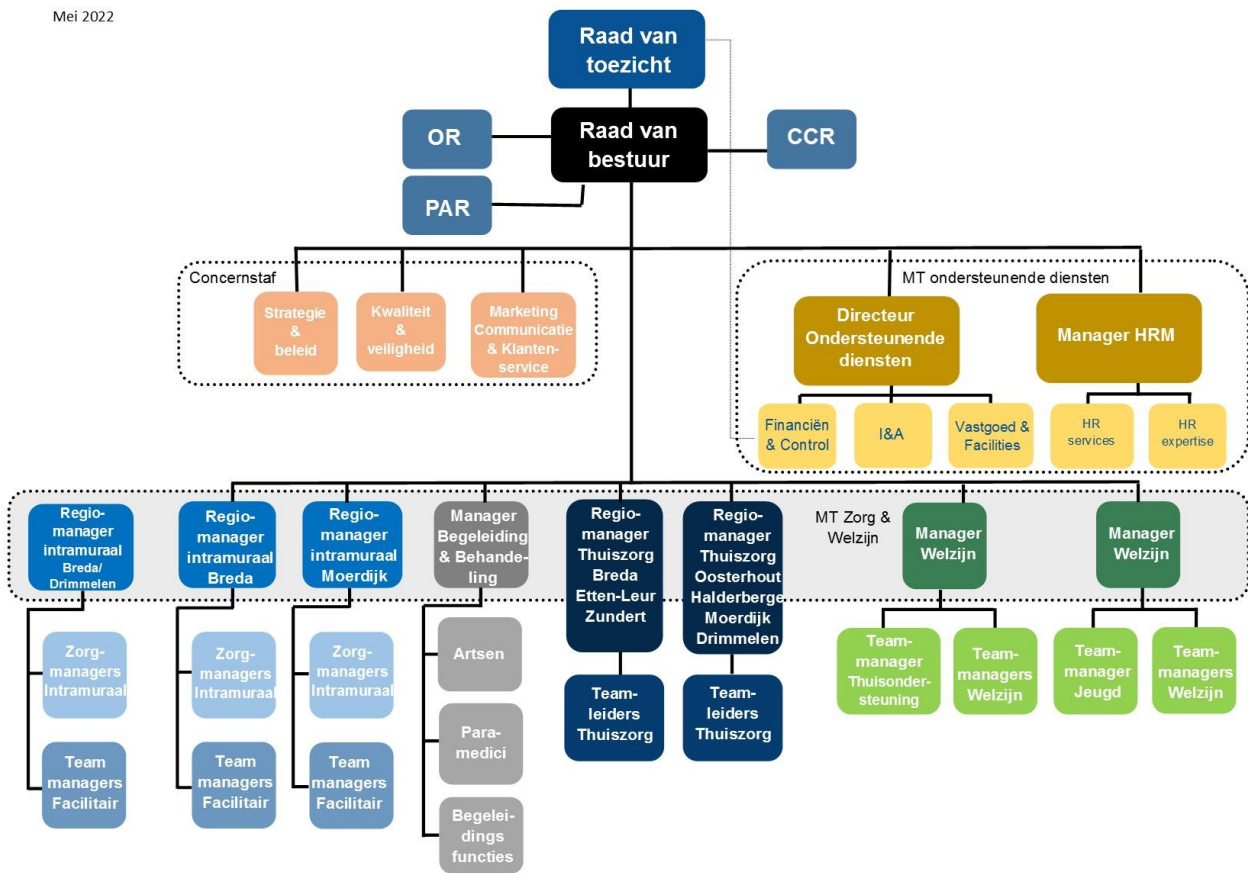 Mei 2022
Raad van
toezicht
OR
Raad van
bestuur
CCR
PAR
Concernstaf
Strategie
&
beleid
Kwaliteit
&
veiligheid
Marketing
Communicatie
& Klanten-
service
MT ondersteunende diensten
Directeur
Ondersteunende
diensten
Manager HRM
Financiën
& Control
I&A
Vastgoed &
Facilities
HR
services
HR
expertise
Regio-
manager
intramuraal
Breda/
Drimmelen
Regio-
manager
intramuraal
Breda
Regio-
manager
intramuraal
Moerdijk
Manager
Begeleiding
& Behande-
ling
Regio-
manager
Thuiszorg
Breda
Etten-Leur
Zundert
Regio-
manager
Thuiszorg
Oosterhout
Halderberge
Moerdijk
Drimmelen
MT Zorg &
Welzijn
Manager
Welzijn
Manager
Welzijn
Zorg-
managers
Intramuraal
Zorg-
managers
Intramuraal
Zorg-
managers
Intramuraal
Artsen
Team-
leiders
Thuiszorg
Team-
leiders
Thuiszorg
Team-
manager
Thuisonder-
steuning
Team-
managers
Welzijn
Team-
manager
Jeugd
Team-
managers
Welzijn
Team
managers
Facilitair
Team
managers
Facilitair
Team
managers
Facilitair
Para-
medici
Begelei-
dings
functies